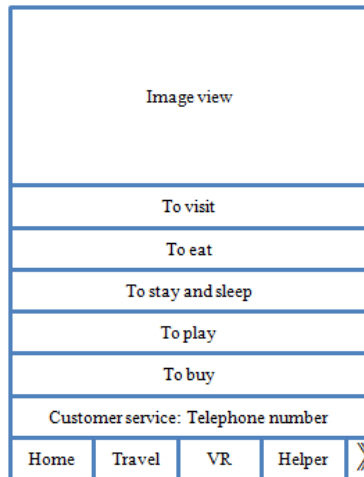 Image view
To visit
To eat
To stay and sleep
To play
To buy
Customer service: Telephone number
Home Travel VR Helper